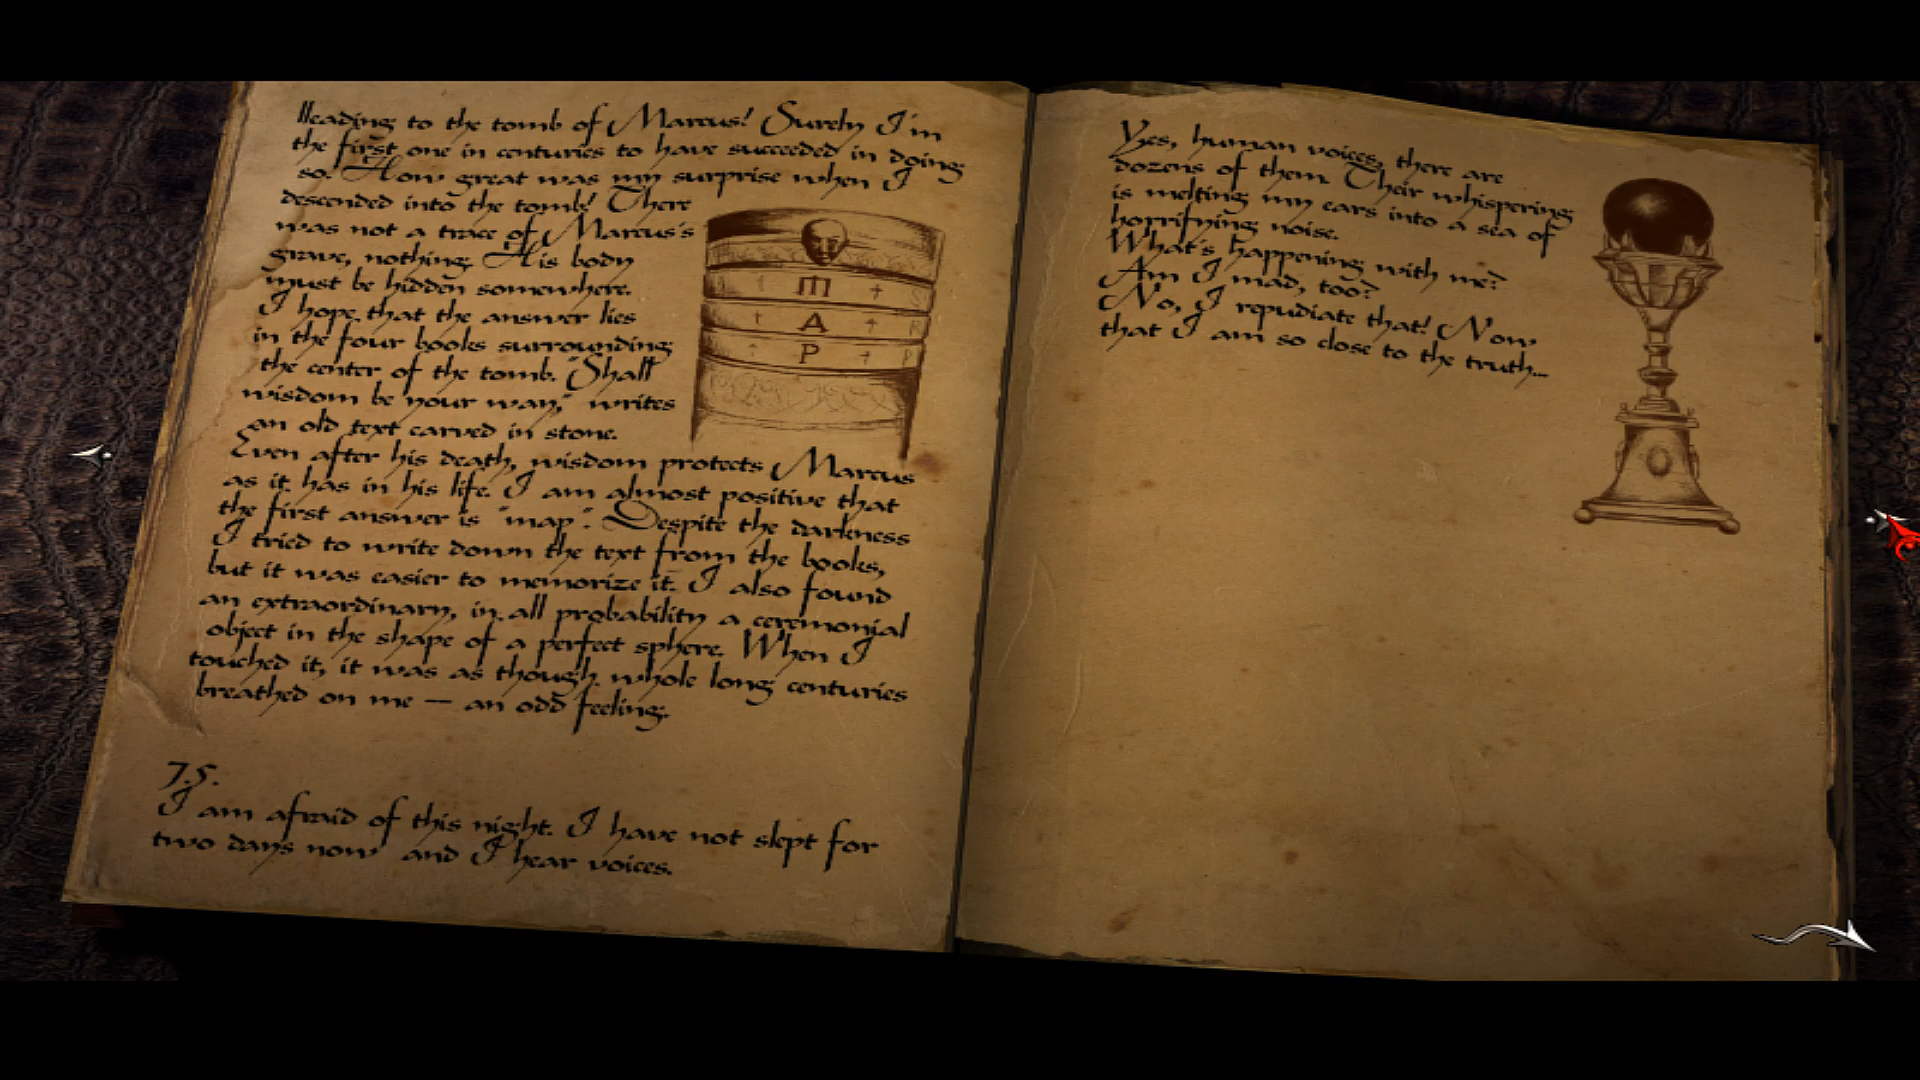 Heading to the tomb of Marcus! Surely I'm
the first one in centuries to have succeeded in doing
so. How great was my surprise when I
descended into the tomb! There
was not a trace of Marcus's
grave, nothing. His body
must be hidden somewhere.
I hope that the answer lies
in the four books surrounding
the center of the tomb. "Shall
wisdom be your way," writes
an old text carved in stone.
Even after his death, wisdom protects Marcus
as it has in his life. I am almost positive that
the first answer is "map". Despite the darkness
I tried to write down the text from the books,
but it was easier to memorize it. I also found
an extraordinary, in all probability a ceremonial
object in the shape of a perfect sphere. When I
touched it, it was as though whole long centuries
breathed on me – an odd feeling.
J.S.
I am afraid of this night. I have not slept for
two days now and I hear voices.
M
A
R
P
P
Yes, human voices, there are
dozens of them. Their whispering
is melting my ears into a sea of
horrifying noise.
What's happening with me?
Am I mad, too?
No, I repudiate that! Now
that I am so close to the truth...